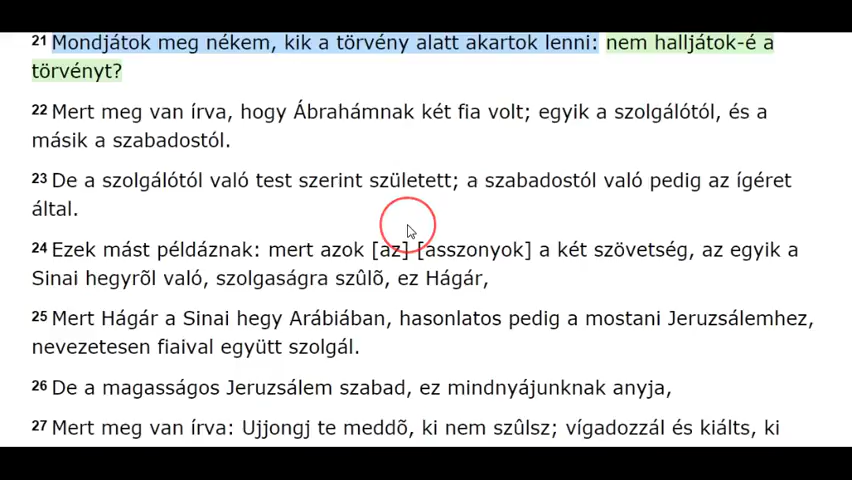 21 Mondjátok meg nékem, kik a törvény alatt akartok lenni: nem halljátok-é a
törvényt?
22 Mert meg van írva, hogy Ábrahámnak két fia volt; egyik a szolgálótól, és a
másik a szabadostól.
23 De a szolgálótól való test szerint született; a szabadostól való pedig az ígéret
által.
24 Ezek mást példáznak: mert azok [az] [asszonyok] a két szövetség, az egyik a
Sinai hegyrõl való, szolgaságra szûlõ, ez Hágár,
25 Mert Hágár a Sinai hegy Arábiában, hasonlatos pedig a mostani Jeruzsálemhez,
nevezetesen fiaival együtt szolgál.
26 De a magasságos Jeruzsálem szabad, ez mindnyájunknak anyja,
27 Mert meg van írva: Ujjongj te meddõ, ki nem szûlsz; vígadozzál és kiálts, ki